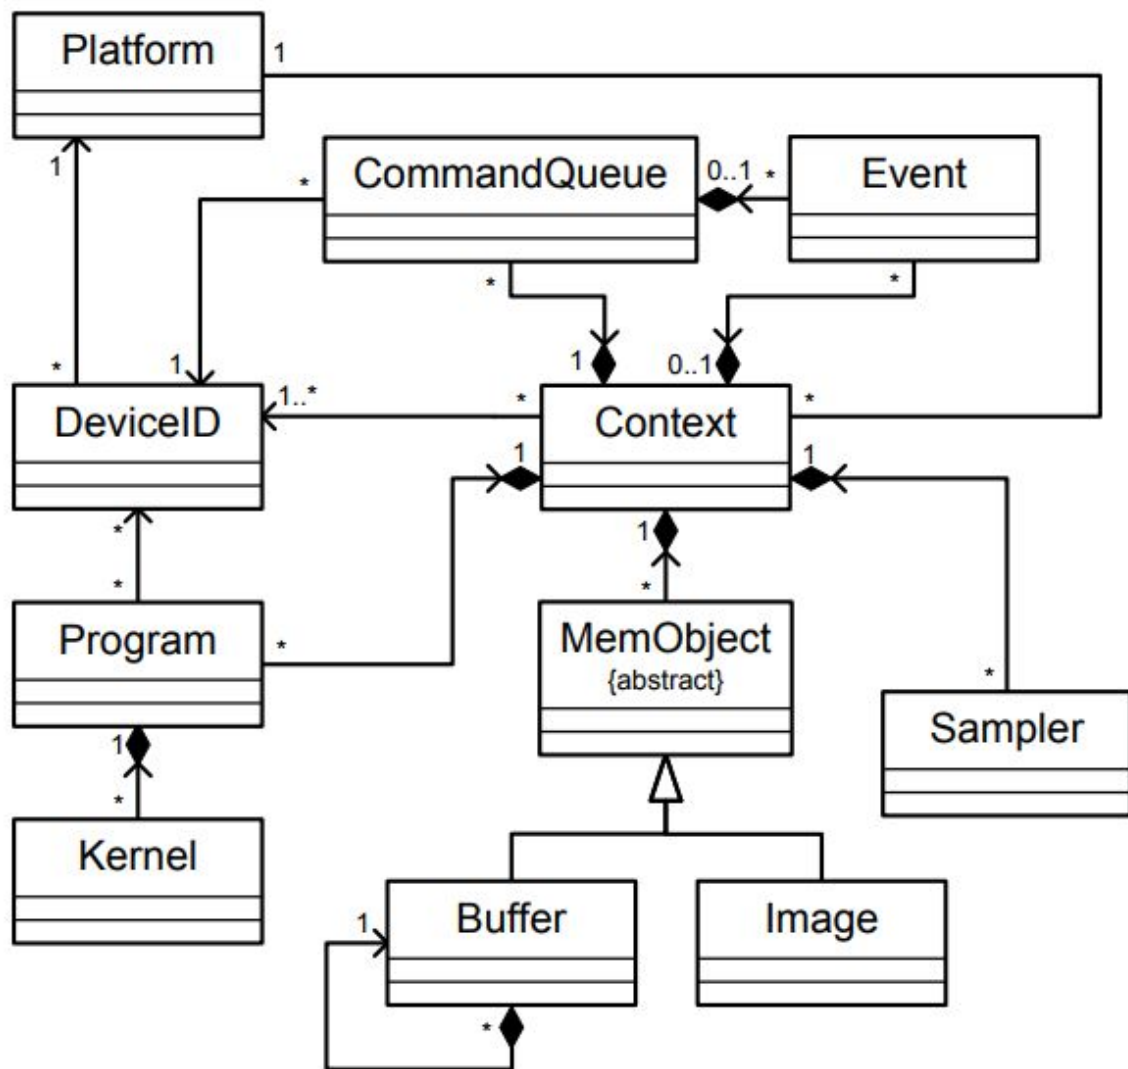 Platform
1
1
CommandQueue
0..1
*
Event
*
*
*
*
1
1
0..1
DeviceID
1..*
*
Context
*
1
1
*
*
1
*
Program
*
MemObject
{abstract}
1
*
*
Sampler
Kernel
1
Buffer
Image
*